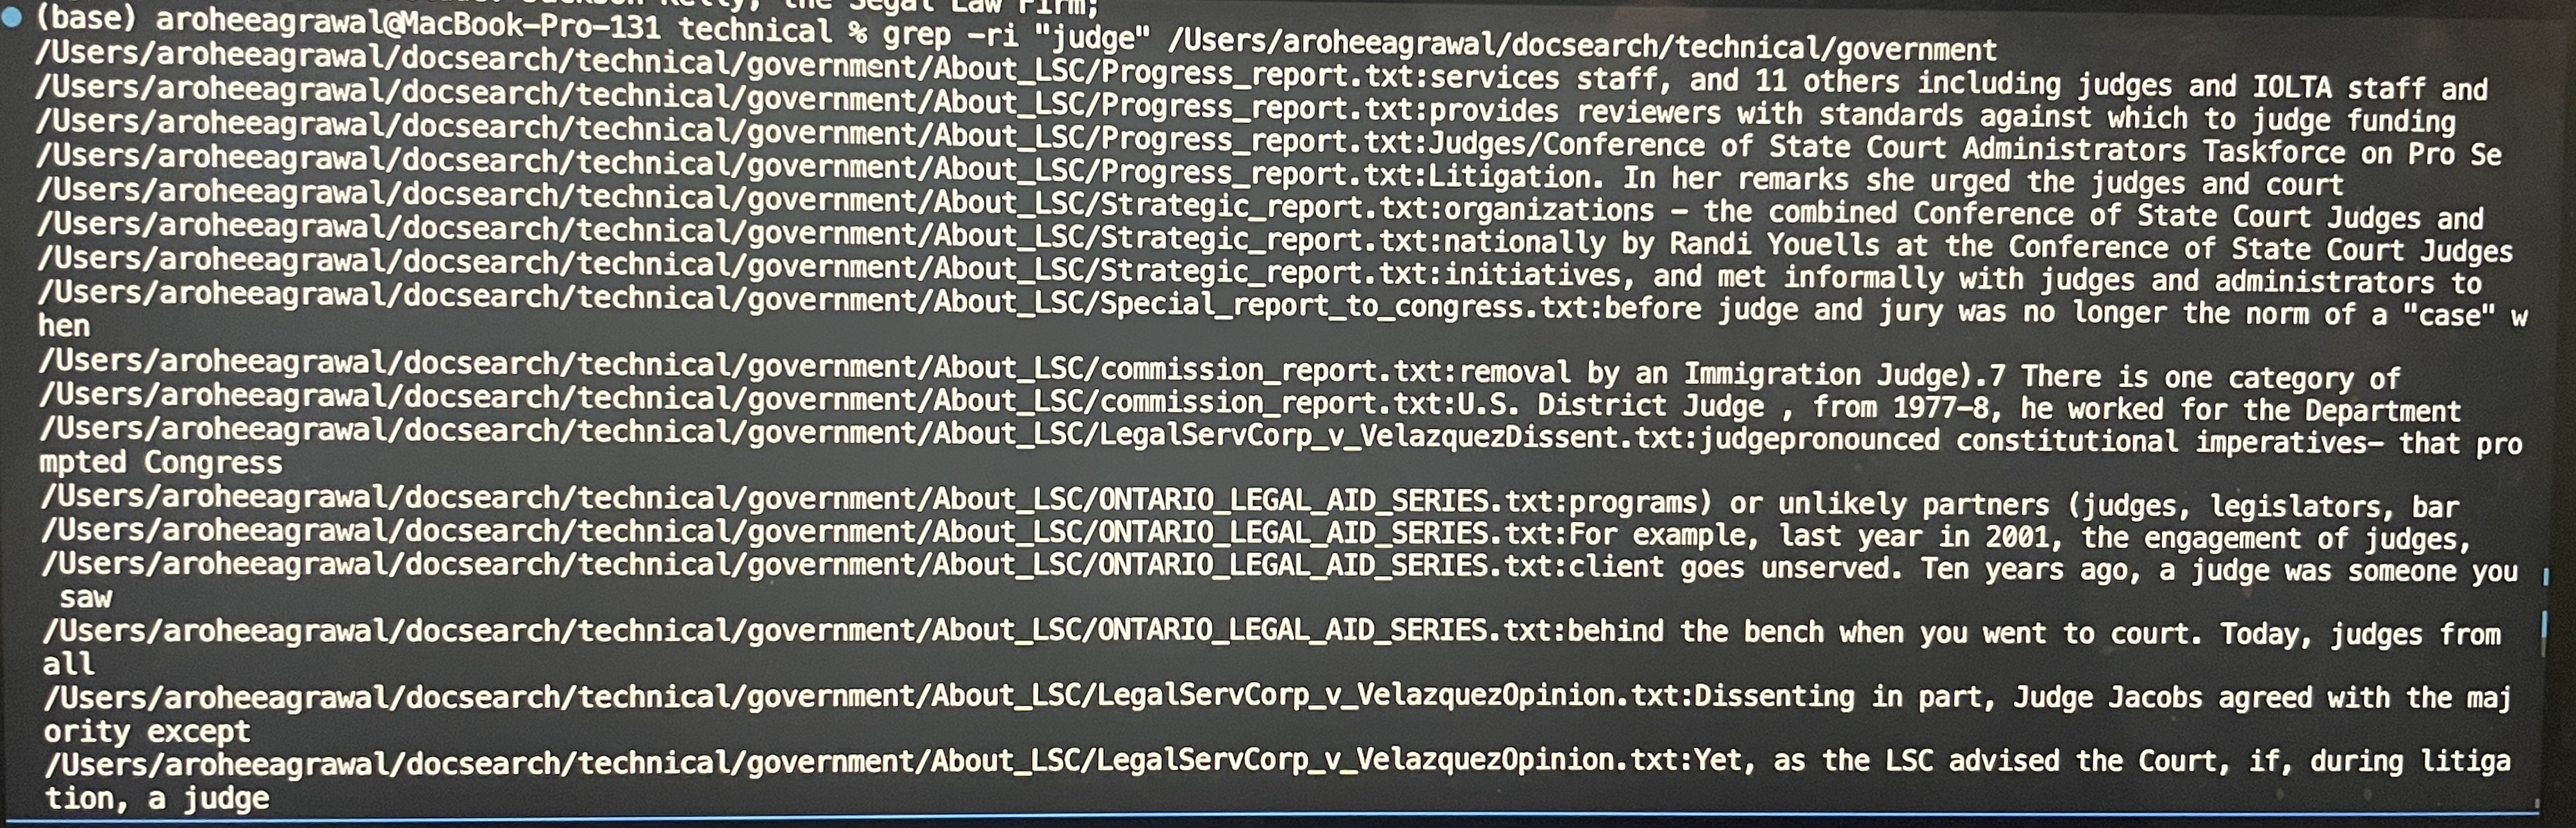 the Segal Law Firm;
(base) aroheeagrawal@MacBook-Pro-131 technical % grep -ri "judge" /Users/aroheeagrawal/docsearch/technical/government
/Users/aroheeagrawal/docsearch/technical/government/About_LSC/Progress_report.txt:services staff, and 11 others including judges and IOLTA staff and
/Users/aroheeagrawal/docsearch/technical/government/About_LSC/Progress_report.txt:provides reviewers with standards against which to judge funding
/Users/aroheeagrawal/docsearch/technical/government/About_LSC/Progress_report.txt:Judges/Conference of State Court Administrators Taskforce on Pro Se
/Users/aroheeagrawal/docsearch/technical/government/About_LSC/Progress_report.txt:Litigation. In her remarks she urged the judges and court
/Users/aroheeagrawal/docsearch/technical/government/About_LSC/Strategic_report.txt:organizations – the combined Conference of State Court Judges and
/Users/aroheeagrawal/docsearch/technical/government/About_LSC/Strategic_report.txt:nationally by Randi Youells at the Conference of State Court Judges
/Users/aroheeagrawal/docsearch/technical/government/About_LSC/Strategic_report.txt:initiatives, and met informally with judges and administrators to
/Users/aroheeagrawal/docsearch/technical/government/About_LSC/Special_report_to_congress.txt:before judge and jury was no longer the norm of a "case" w
hen
/Users/aroheeagrawal/docsearch/technical/government/About_LSC/commission_report.txt:removal by an Immigration Judge).7 There is one category of
/Users/aroheeagrawal/docsearch/technical/government/About_LSC/commission_report.txt:U.S. District Judge , from 1977–8, he worked for the Department
/Users/aroheeagrawal/docsearch/technical/government/About_LSC/LegalServCorp_v_VelazquezDissent.txt:judgepronounced constitutional imperatives– that pro
mpted Congress
/Users/aroheeagrawal/docsearch/technical/government/About_LSC/ONTARIO_LEGAL_AID_SERIES.txt:programs) or unlikely partners (judges, legislators, bar
/Users/aroheeagrawal/docsearch/technical/government/About_LSC/ONTARIO_LEGAL_AID_SERIES.txt:For example, last year in 2001, the engagement of judges,
/Users/aroheeagrawal/docsearch/technical/government/About_LSC/ONTARIO_LEGAL_AID_SERIES.txt:client goes unserved. Ten years ago, a judge was someone you
saw
/Users/aroheeagrawal/docsearch/technical/government/About_LSC/ONTARIO_LEGAL_AID_SERIES.txt:behind the bench when you went to court. Today, judges from
all
/Users/aroheeagrawal/docsearch/technical/government/About_LSC/LegalServCorp_v_VelazquezOpinion.txt:Dissenting in part, Judge Jacobs agreed with the maj
ority except
/Users/aroheeagrawal/docsearch/technical/government/About_LSC/LegalServCorp_v_VelazquezOpinion.txt:Yet, as the LSC advised the Court, if, during litiga
tion, a judge